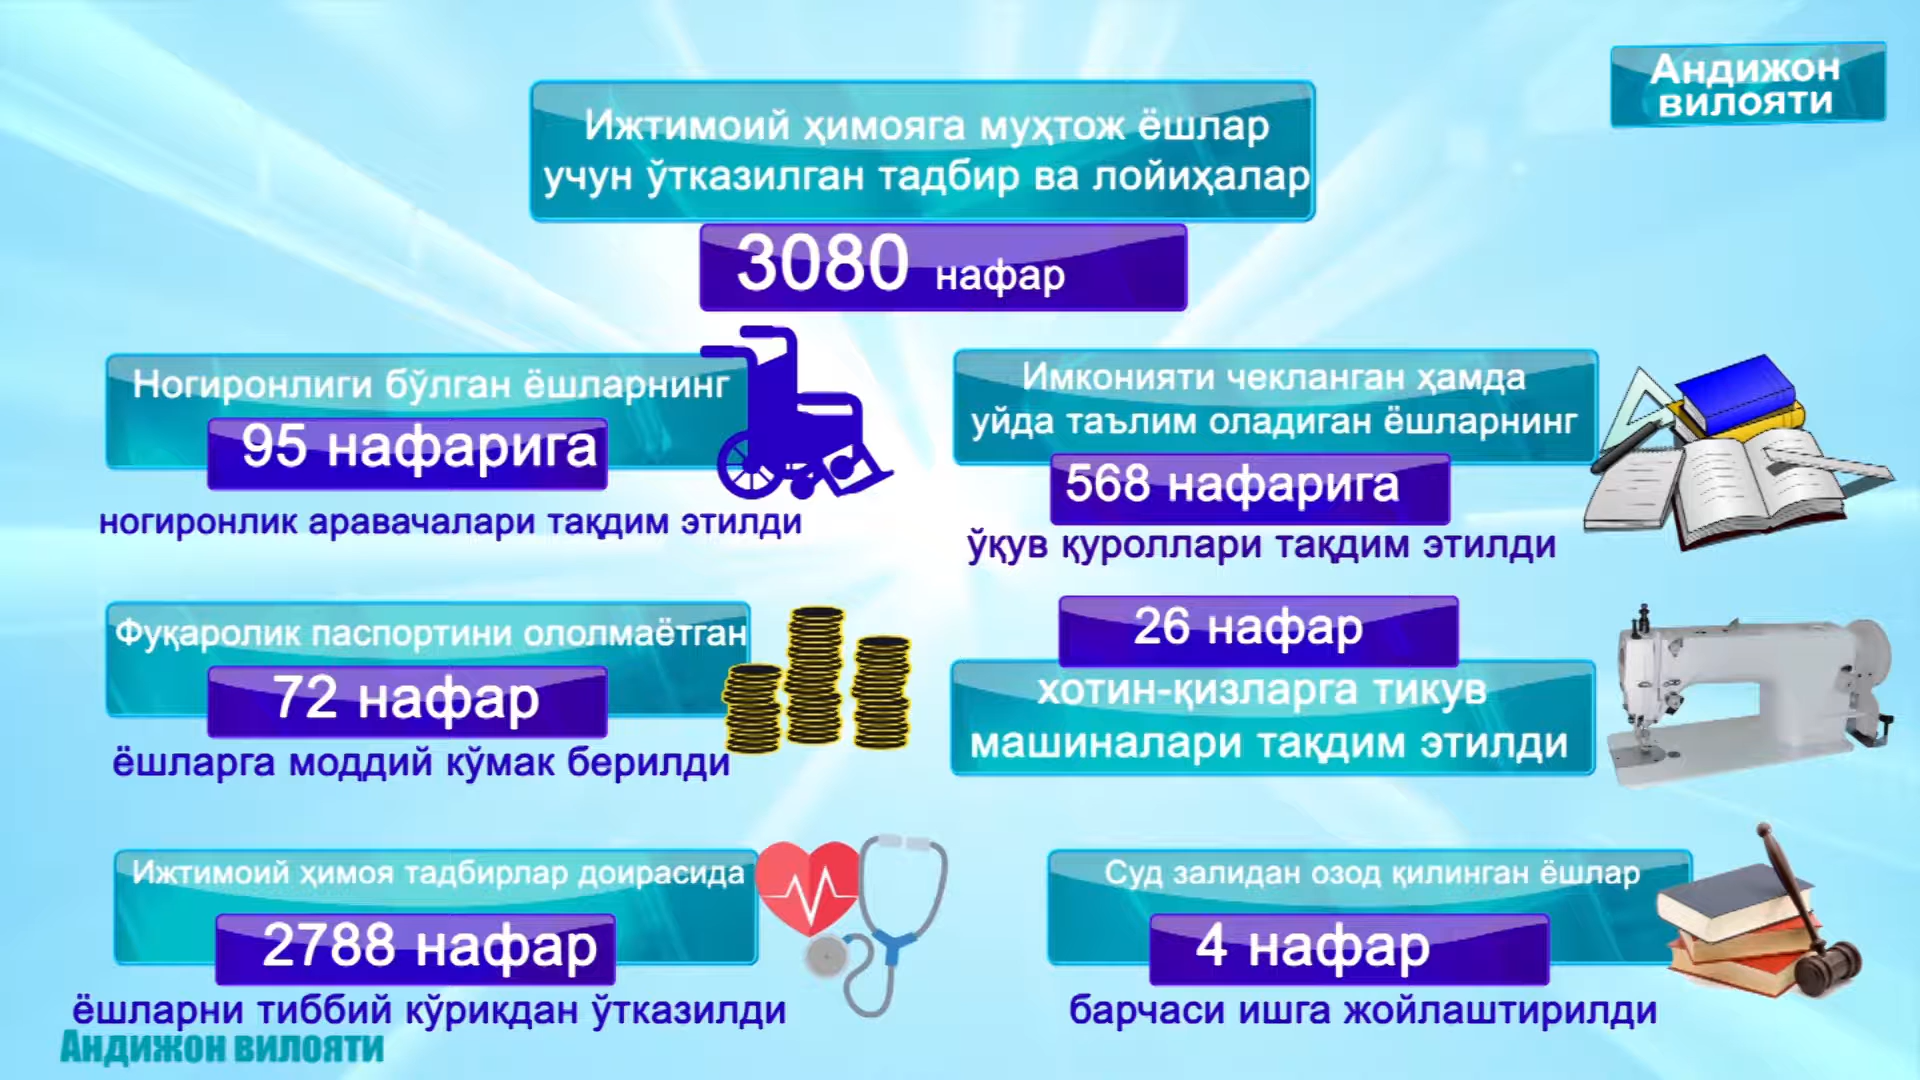 Андижон
вилояти
Ижтимоий ҳимояга муҳтож ёшлар
учун ўтказилган тадбир ва лойиҳалар
3080 нафар
Ногиронлиги бўлган ёшларнинг
95 нафарига
ногиронлик аравачалари тақдим этилди
Имконияти чекланган ҳамда
уйда таълим оладиган ёшларнинг
568 нафарига
ўқув қуроллари тақдим этилди
Фуқаролик паспортини ололмаётган
72 нафар
ёшларга моддий кўмак берилди
26 нафар
хотин-қизларга тикув
машиналари тақдим этилди
Ижтимоий ҳимоя тадбирлар доирасида
2788 нафар
ёшларни тиббий кўрикдан ўтказилди
Суд залидан озод қилинган ёшлар
4 нафар
барчаси ишга жойлаштирилди
Андижон вилояти